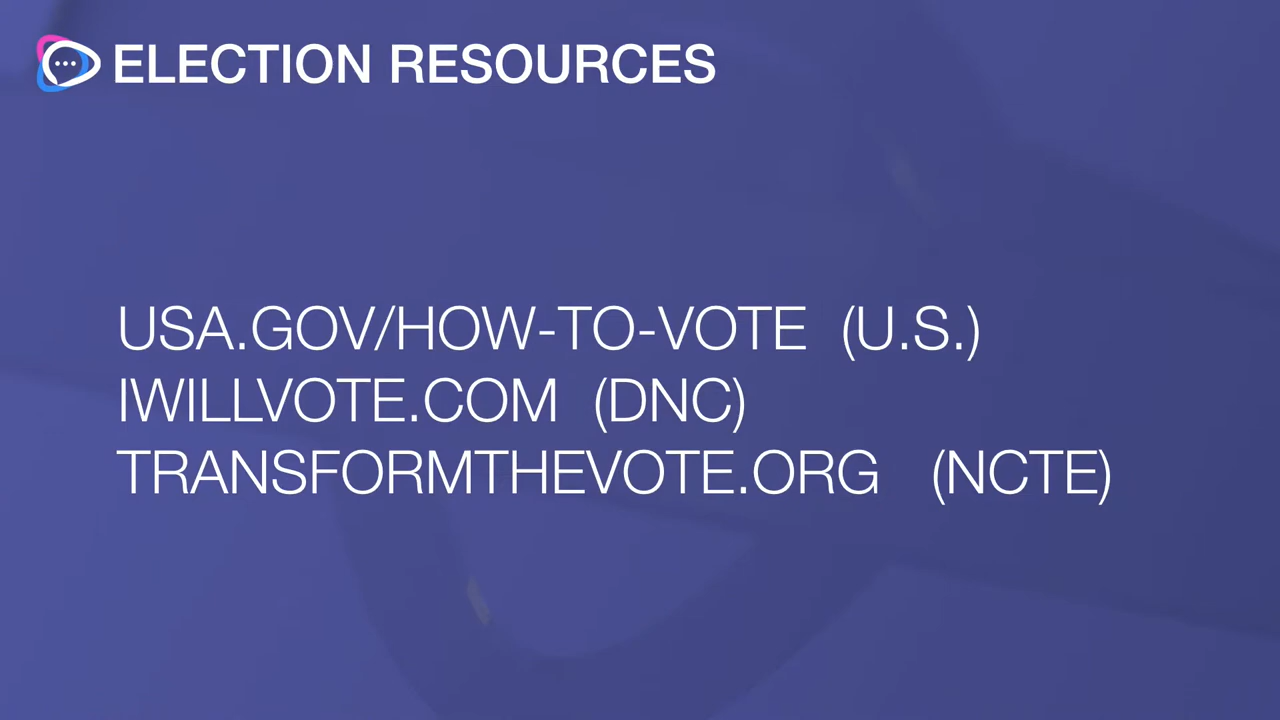 ELECTION RESOURCES
USA.GOV/HOW-TO-VOTE (U.S.)
IWILLVOTE.COM (DNC)
TRANSFORMTHEVOTE.ORG (NCTE)